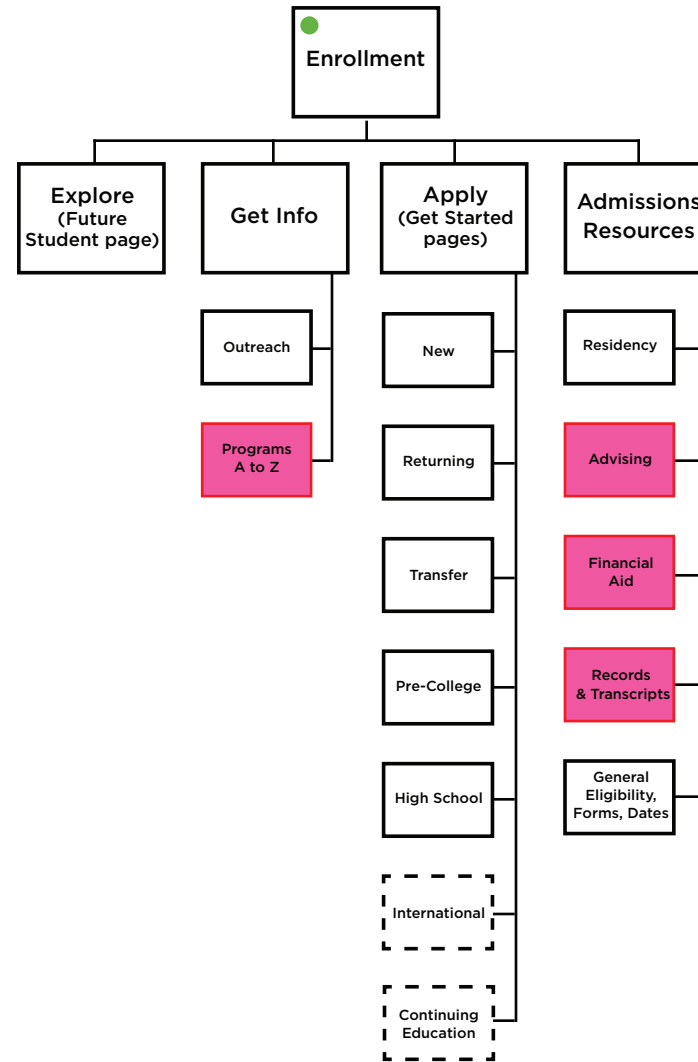 Enrollment
Explore
(Future
Student page)
Get Info
Apply
(Get Started
pages)
Admissions
Resources
Outreach
Programs
A to Z
New
Returning
Transfer
Pre-College
High School
International
Continuing
Education
Residency
Advising
Financial
Aid
Records
& Transcripts
General
Eligibility,
Forms, Dates